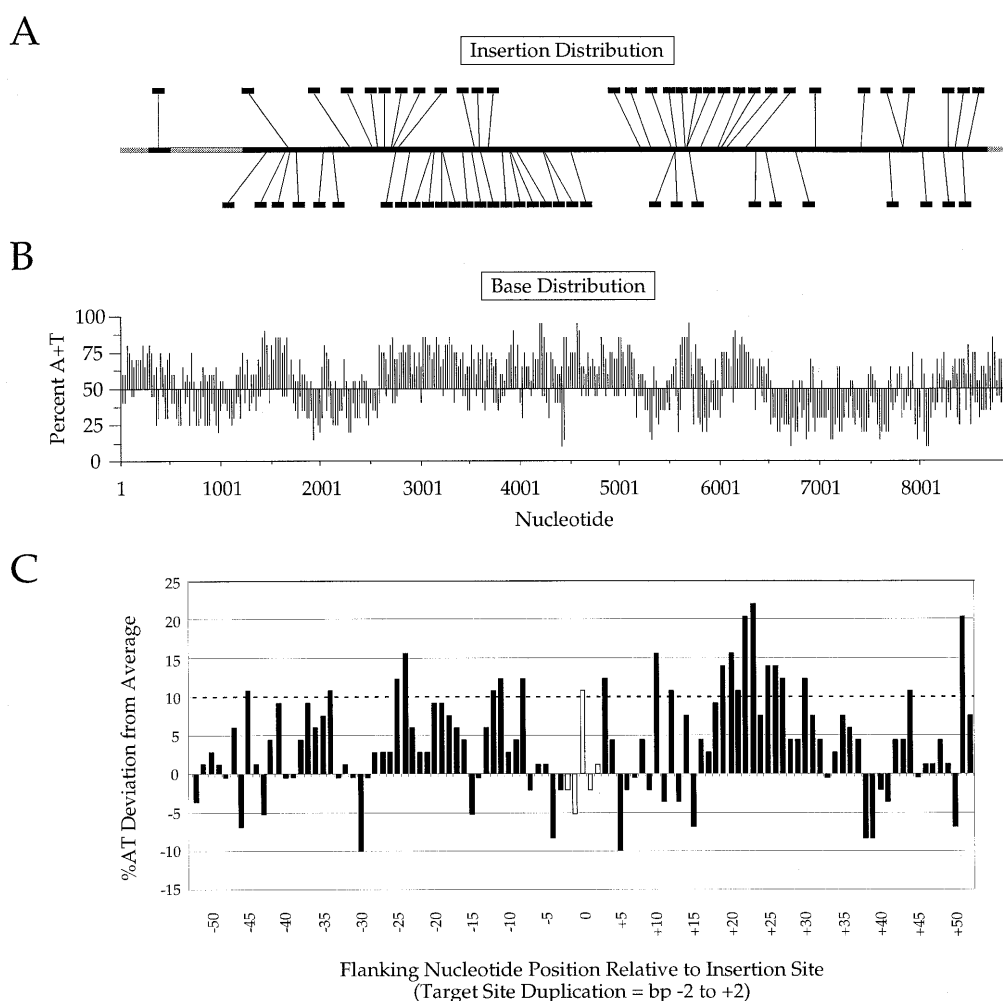 A
Insertion Distribution
B
Base Distribution
Percent A+T
100
75
50
25
0
1 1001 2001 3001 4001 5001 6001 7001 8001
Nucleotide
C
%AT Deviation from Average
25
20
15
10
5
0
-5
-10
-15
-50 -45 -40 -35 -30 -25 -20 -15 -10 -5 0 +5 +10 +15 +20 +25 +30 +35 +40 +45 +50
Flanking Nucleotide Position Relative to Insertion Site
(Target Site Duplication = bp -2 to +2)